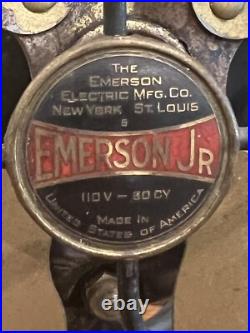 THE
EMERSON
ELECTRIC MFG. CO.
NEW YORK ST. LOUIS
EMERSON JR
110 V - 60 CY
MADE IN
UNITED STATES OF AMERICA